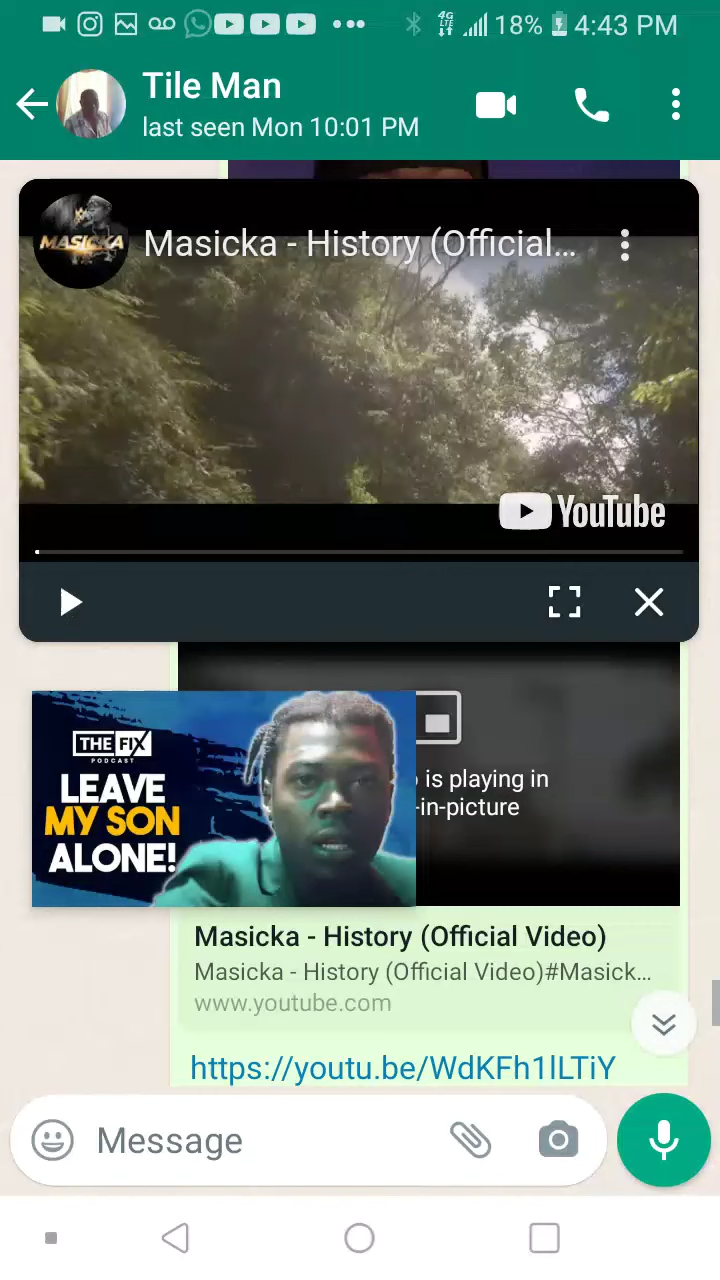 4G
LTE
18%
4:43 PM
Tile Man
last seen Mon 10:01 PM
MASICKA
Masicka - History (Official...
YouTube
THE FIX
PODCAST
LEAVE
MY SON
ALONE!
is playing in
-in-picture
Masicka - History (Official Video)
Masicka - History (Official Video)#Masick...
www.youtube.com
https://youtu.be/WdKFh1lLTiY
Message